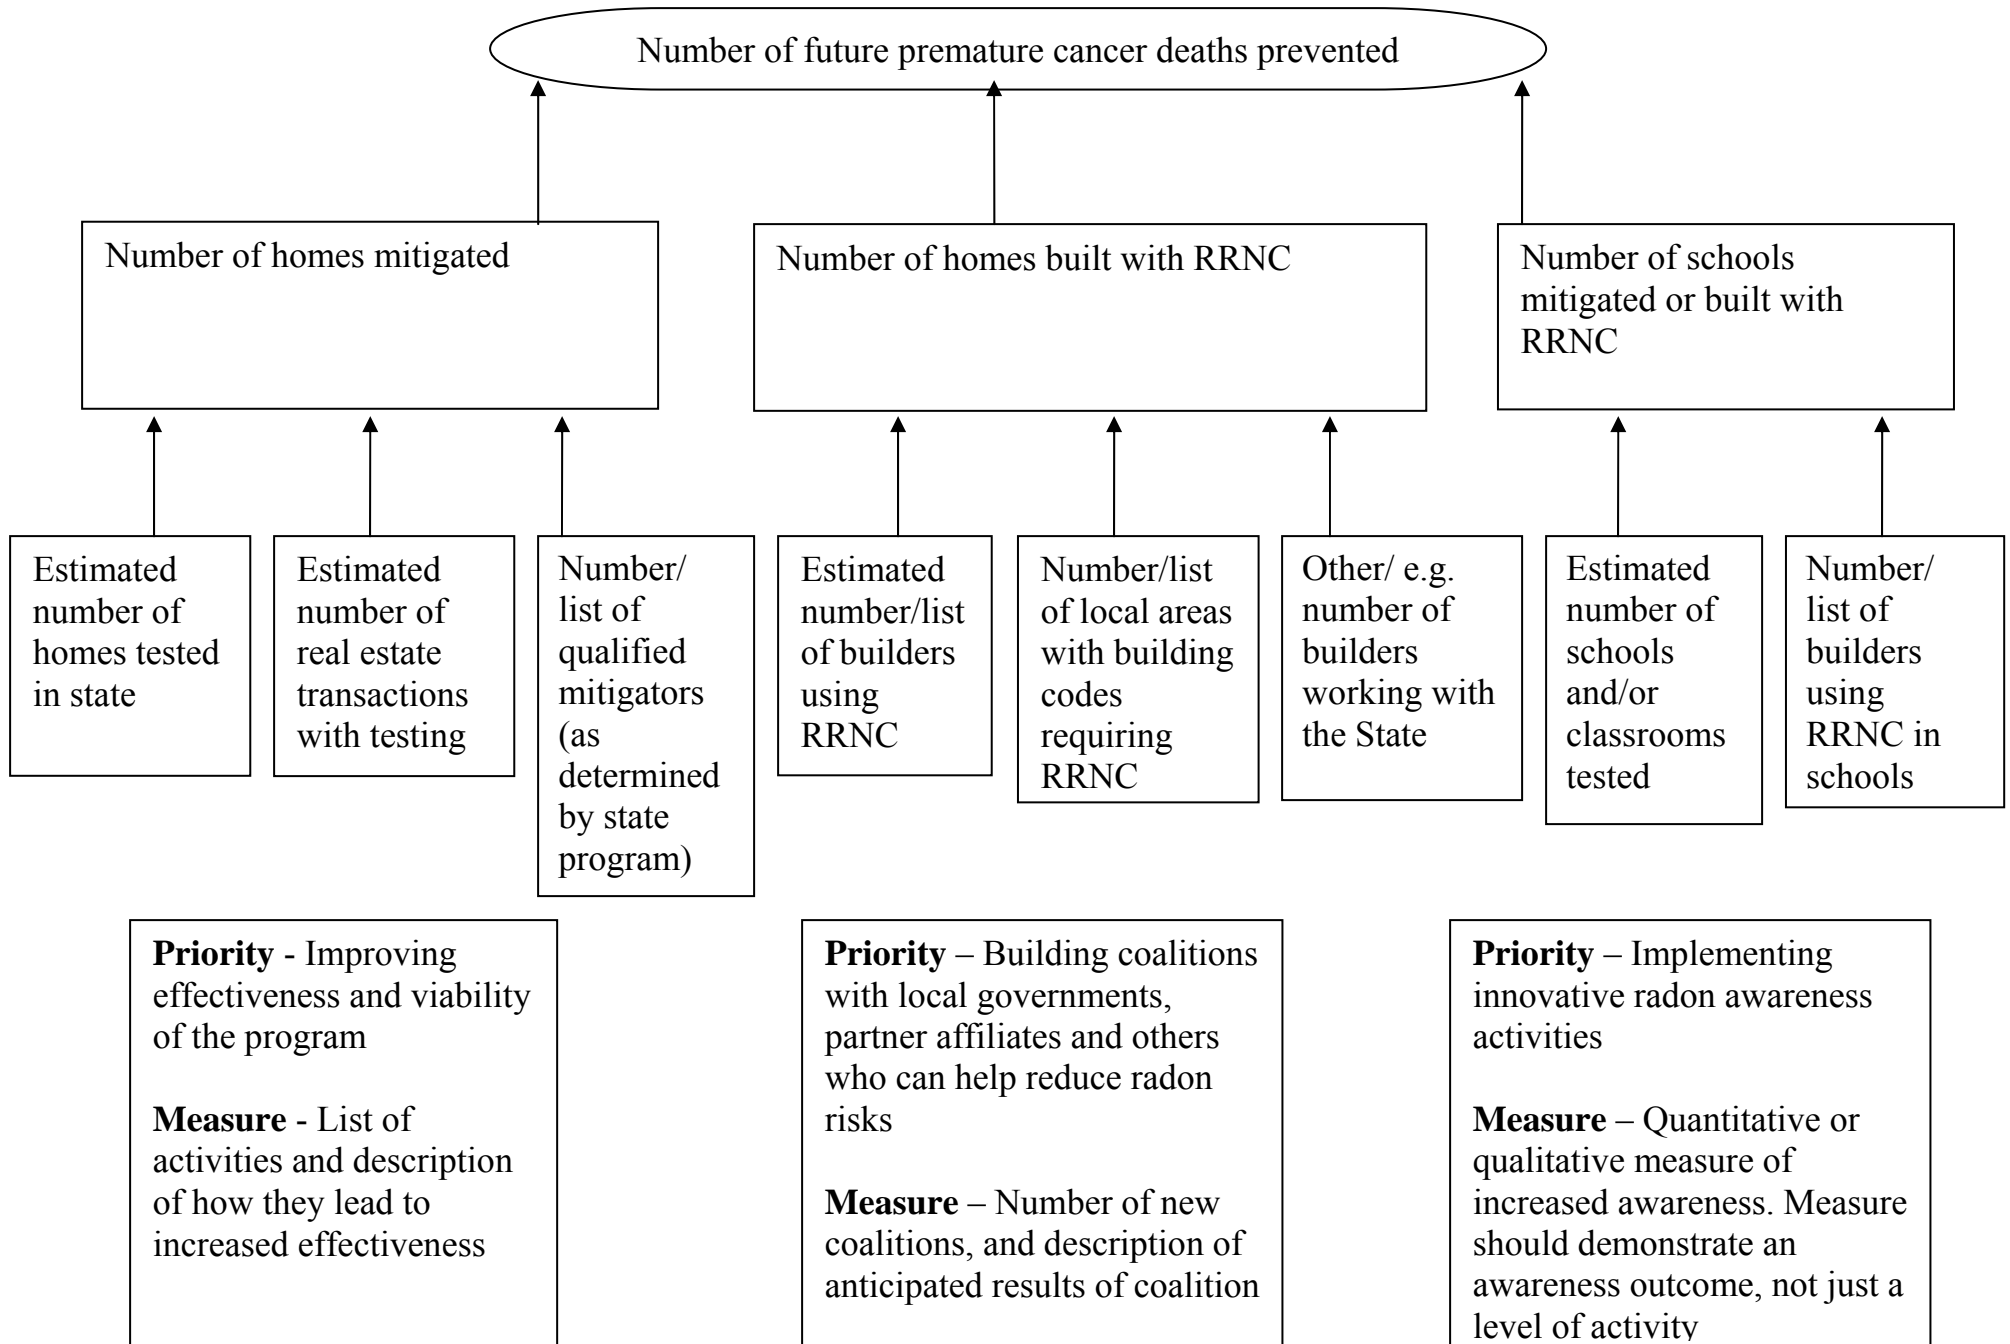 Number of future premature cancer deaths prevented
Number of homes mitigated
Number of homes built with RRNC
Number of schools
mitigated or built with
RRNC
Estimated
number of
homes tested
in state
Estimated
number of
real estate
transactions
with testing
Number/
list of
qualified
mitigators
(as
determined
by state
program)
Estimated
number/list
of builders
using
RRNC
Number/list
of local areas
with building
codes
requiring
RRNC
Other/ e.g.
number of
builders
working with
the State
Estimated
number of
schools
and/or
classrooms
tested
Number/
list of
builders
using
RRNC in
schools
Priority - Improving
effectiveness and viability
of the program
Measure - List of
activities and description
of how they lead to
increased effectiveness
Priority – Building coalitions
with local governments,
partner affiliates and others
who can help reduce radon
risks
Measure – Number of new
coalitions, and description of
anticipated results of coalition
Priority – Implementing
innovative radon awareness
activities
Measure – Quantitative or
qualitative measure of
increased awareness. Measure
should demonstrate an
awareness outcome, not just a
level of activity